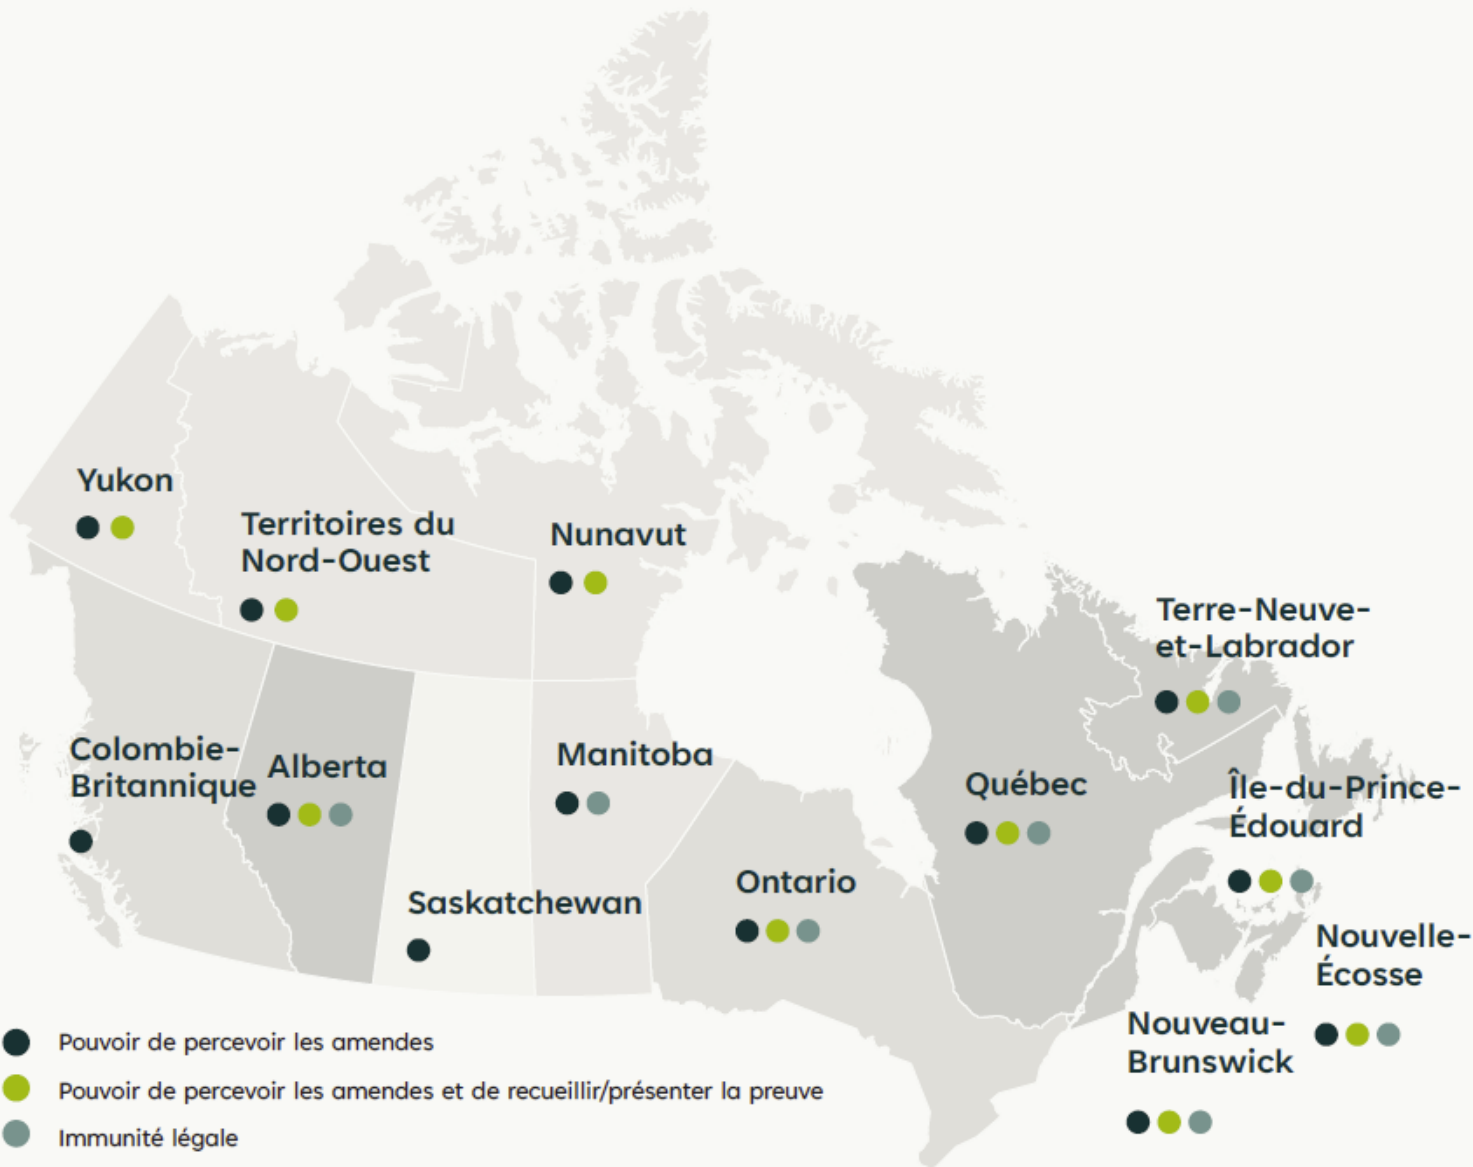 Yukon
Territoires du
Nord-Ouest
Nunavut
Terre-Neuve-
et-Labrador
Colombie-
Britannique
Alberta
Manitoba
Québec
Île-du-Prince-
Édouard
Saskatchewan
Ontario
Nouvelle-
Écosse
Nouveau-
Brunswick
Pouvoir de percevoir les amendes
Pouvoir de percevoir les amendes et de recueillir/présenter la preuve
Immunité légale